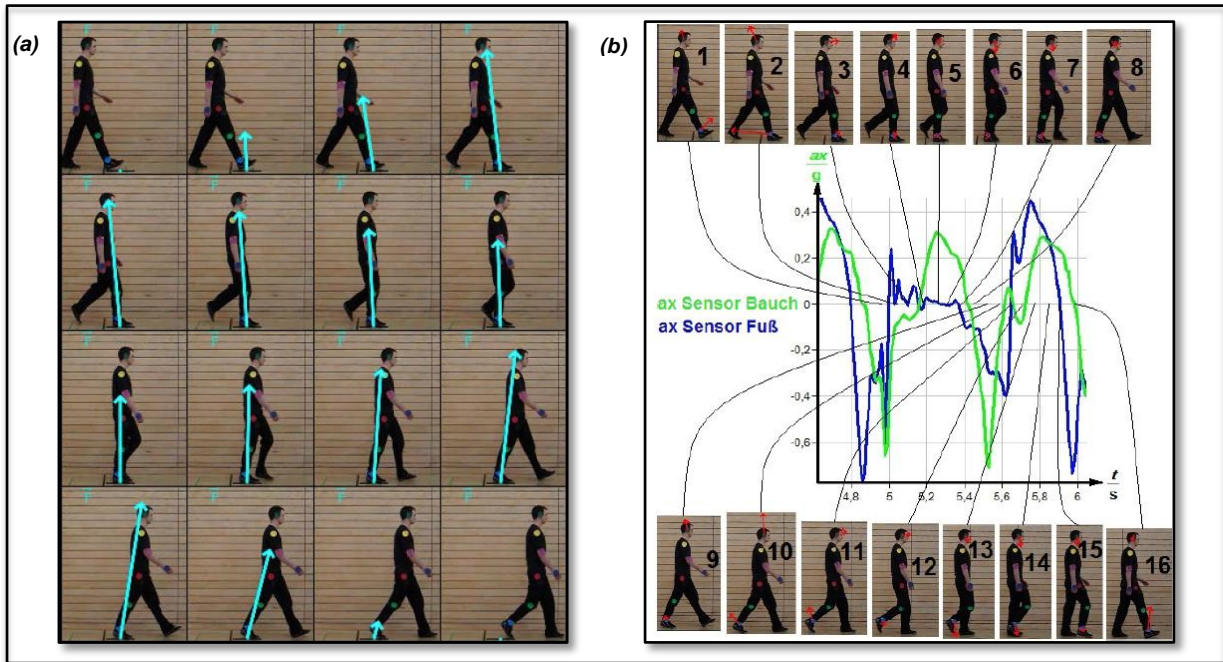 (a)
F F F F
F F F F
F F F F
F F F F
(b)
1 2 3 4 5 6 7 8
ax
g
0,4
0,2
0
-0,2
-0,4
-0,6
ax Sensor Bauch
ax Sensor Fuß
4,8 5 5,2 5,4 5,6 5,8 6
t
s
9 10 11 12 13 14 15 16